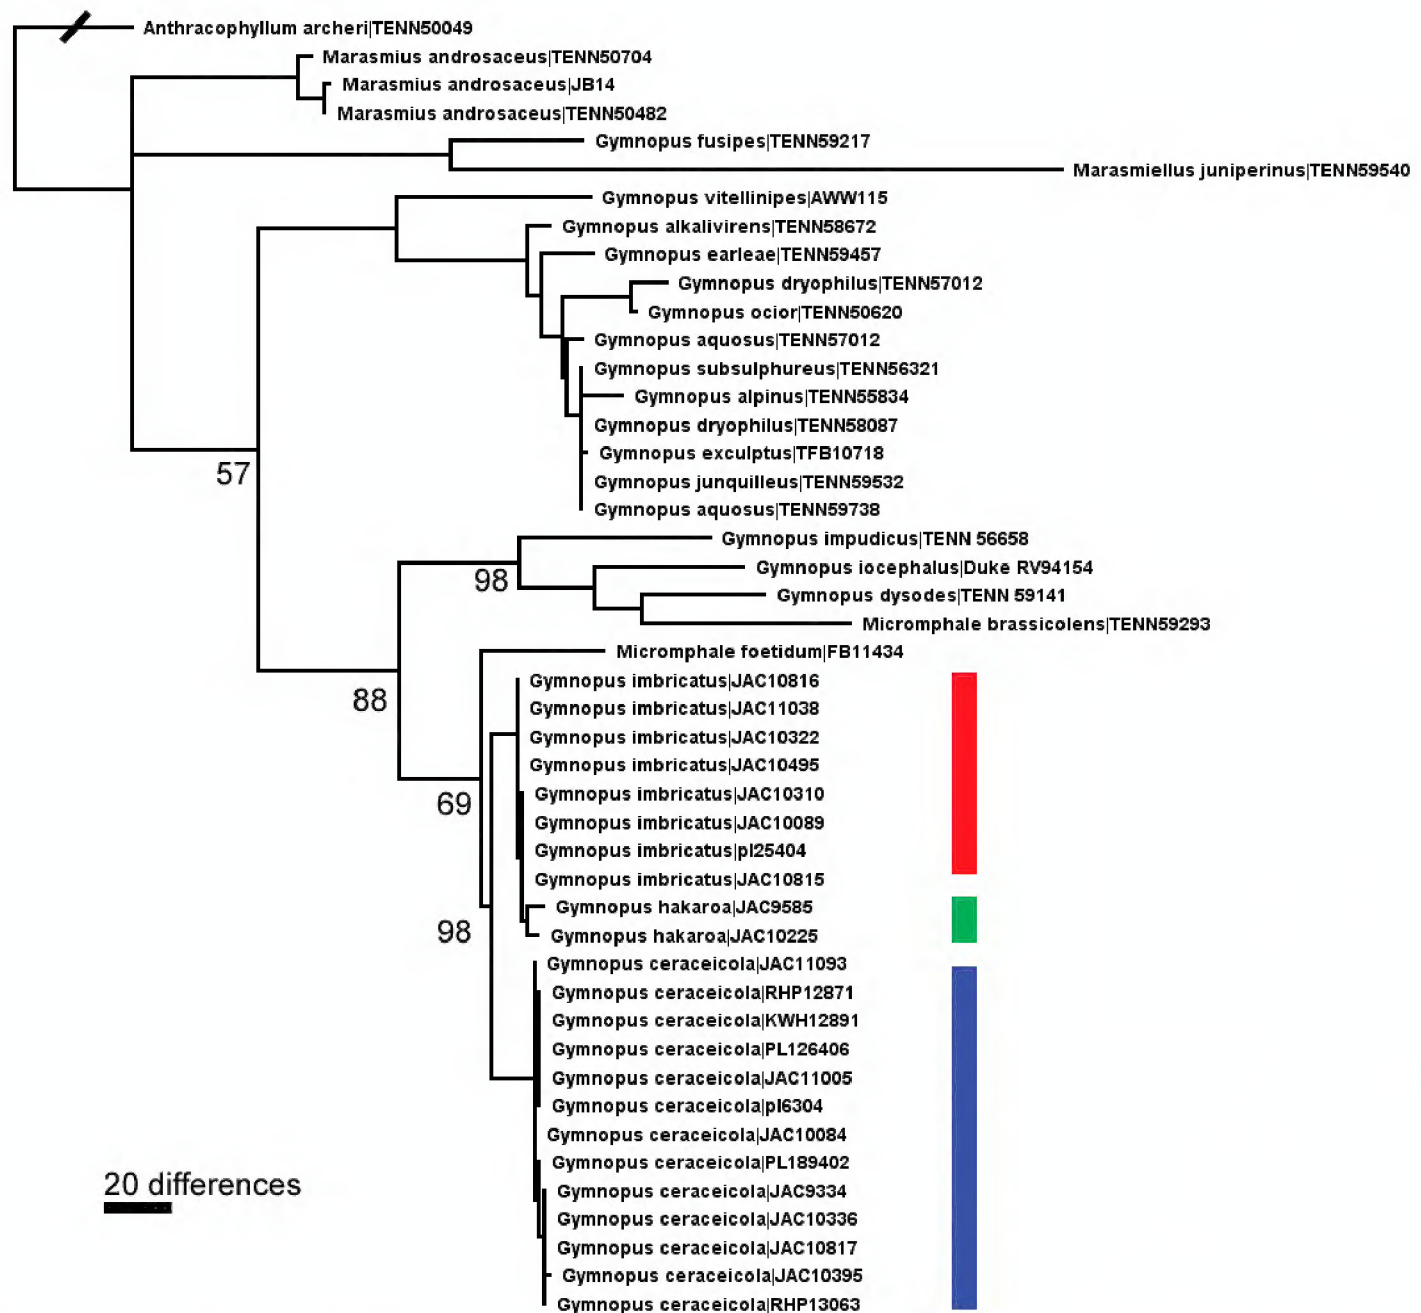 Anthracophyllum archeri|TENN50049
Marasmius androsaceus|TENN50704
Marasmius androsaceus|JB14
Marasmius androsaceus|TENN50482
Gymnopus fusipes|TENN59217
Marasmiellus juniperinus|TENN59540
Gymnopus vitellinipes|AWW115
Gymnopus alkalivirens|TENN58672
Gymnopus earleae|TENN59457
Gymnopus dryophilus|TENN57012
Gymnopus ocior|TENN50620
Gymnopus aquosus|TENN57012
Gymnopus subsulphureus|TENN56321
Gymnopus alpinus|TENN55834
Gymnopus dryophilus|TENN58087
Gymnopus exculptus|TFB10718
57
Gymnopus junquilleus|TENN59532
Gymnopus aquosus|TENN59738
Gymnopus impudicus|TENN 56658
Gymnopus iocephalus|Duke RV94154
98
Gymnopus dysodes|TENN 59141
Micromphale brassicolens|TENN59293
Micromphale foetidum|FB11434
Gymnopus imbricatus|JAC10816
88
Gymnopus imbricatus|JAC11038
Gymnopus imbricatus|JAC10322
Gymnopus imbricatus|JAC10495
Gymnopus imbricatus|JAC10310
69
Gymnopus imbricatus|JAC10089
Gymnopus imbricatus|pl25404
Gymnopus imbricatus|JAC10815
Gymnopus hakaroa|JAC9585
98
Gymnopus hakaroa|JAC10225
Gymnopus ceraceicola|JAC11093
Gymnopus ceraceicola|RHP12871
Gymnopus ceraceicola|KWH12891
Gymnopus ceraceicola|PL126406
Gymnopus ceraceicola|JAC11005
Gymnopus ceraceicola|pl6304
Gymnopus ceraceicola|JAC10084
Gymnopus ceraceicola|PL189402
20 differences
Gymnopus ceraceicola|JAC9334
Gymnopus ceraceicola|JAC10336
Gymnopus ceraceicola|JAC10817
Gymnopus ceraceicola|JAC10395
Gymnopus ceraceicola|RHP13063